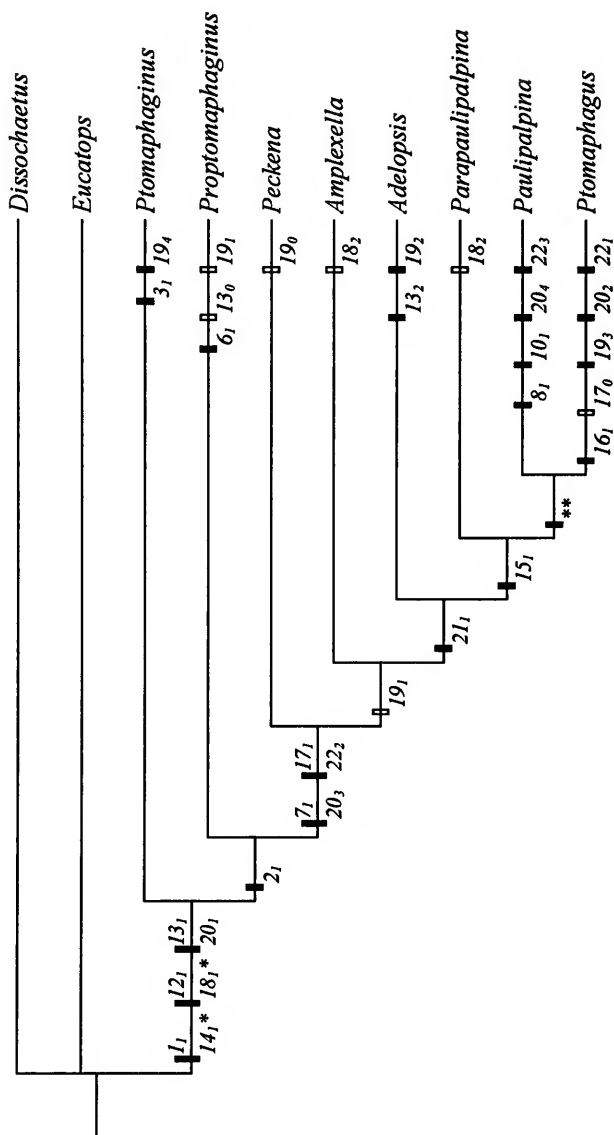 Dissochaetus
Eucatops
Ptomaphaginus
Proptomaphaginus
Peckena
Amplexella
Adelopsis
Parapaulipalpina
Paulipalpina
Ptomaphagus
3₁ 19₄
6₁ 13₀ 19₁
19₀
18₂
13₂ 19₂
18₂
8₁ 10₁ 20₄ 22₃
16₁ 17₀ 19₃ 20₂ 22₁
**
15₁
21₁
19₁
7₁ 17₁
20₃ 22₂
2₁
1₁ 12₁ 13₁
14₁* 18₁* 20₁